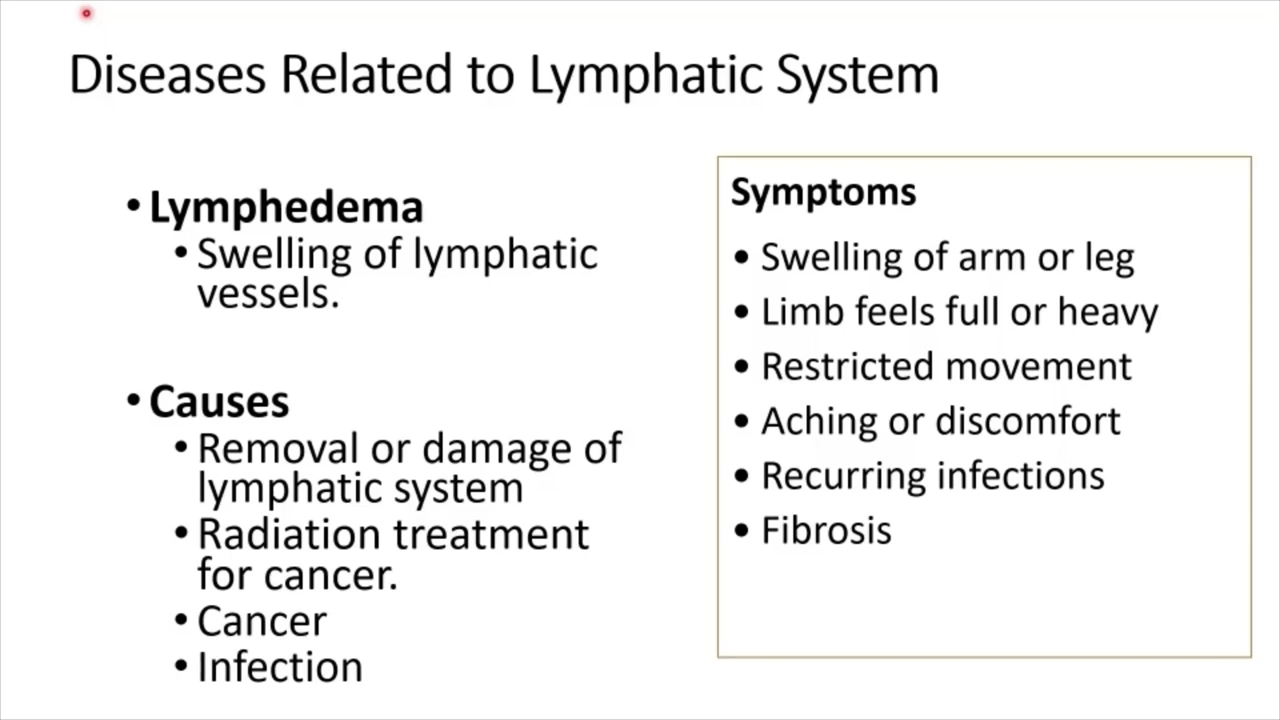 Diseases Related to Lymphatic System
• Lymphedema
• Swelling of lymphatic
vessels.
• Causes
• Removal or damage of
lymphatic system
• Radiation treatment
for cancer.
• Cancer
• Infection
Symptoms
• Swelling of arm or leg
• Limb feels full or heavy
• Restricted movement
• Aching or discomfort
• Recurring infections
• Fibrosis